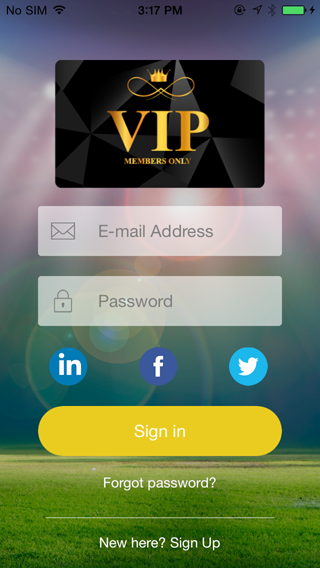 No SIM 3:17 PM
VIP
MEMBERS ONLY
E-mail Address
Password
in f
Sign in
Forgot password?
New here? Sign Up